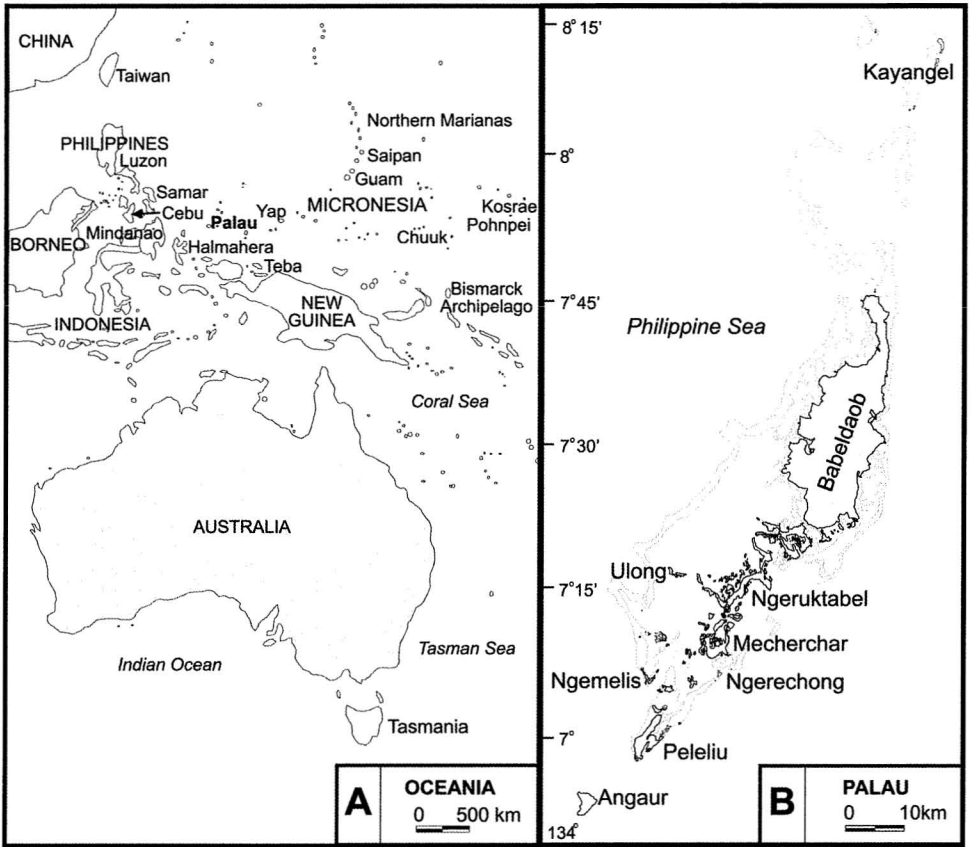 CHINA
Taiwan
PHILIPPINES
Luzon
Northern Marianas
Saipan
Guam
Samar
Cebu
MICRONESIA
Kosrae
Pohnpei
Palau
Yap
Chuuk
BORNEO
Mindanao
Halmahera
Teba
Bismarck
Archipelago
NEW
GUINEA
INDONESIA
Coral Sea
AUSTRALIA
Indian Ocean
Tasman Sea
Tasmania
A
OCEANIA
0 500 km
8° 15'
Kayangel
8°
7°45'
Philippine Sea
Babeldaob
7°30'
Ulong
7°15'
Ngeruktabel
Mecherchar
Ngemelis
Ngerechong
7°
Peleliu
Angaur
134°
B
PALAU
0 10km